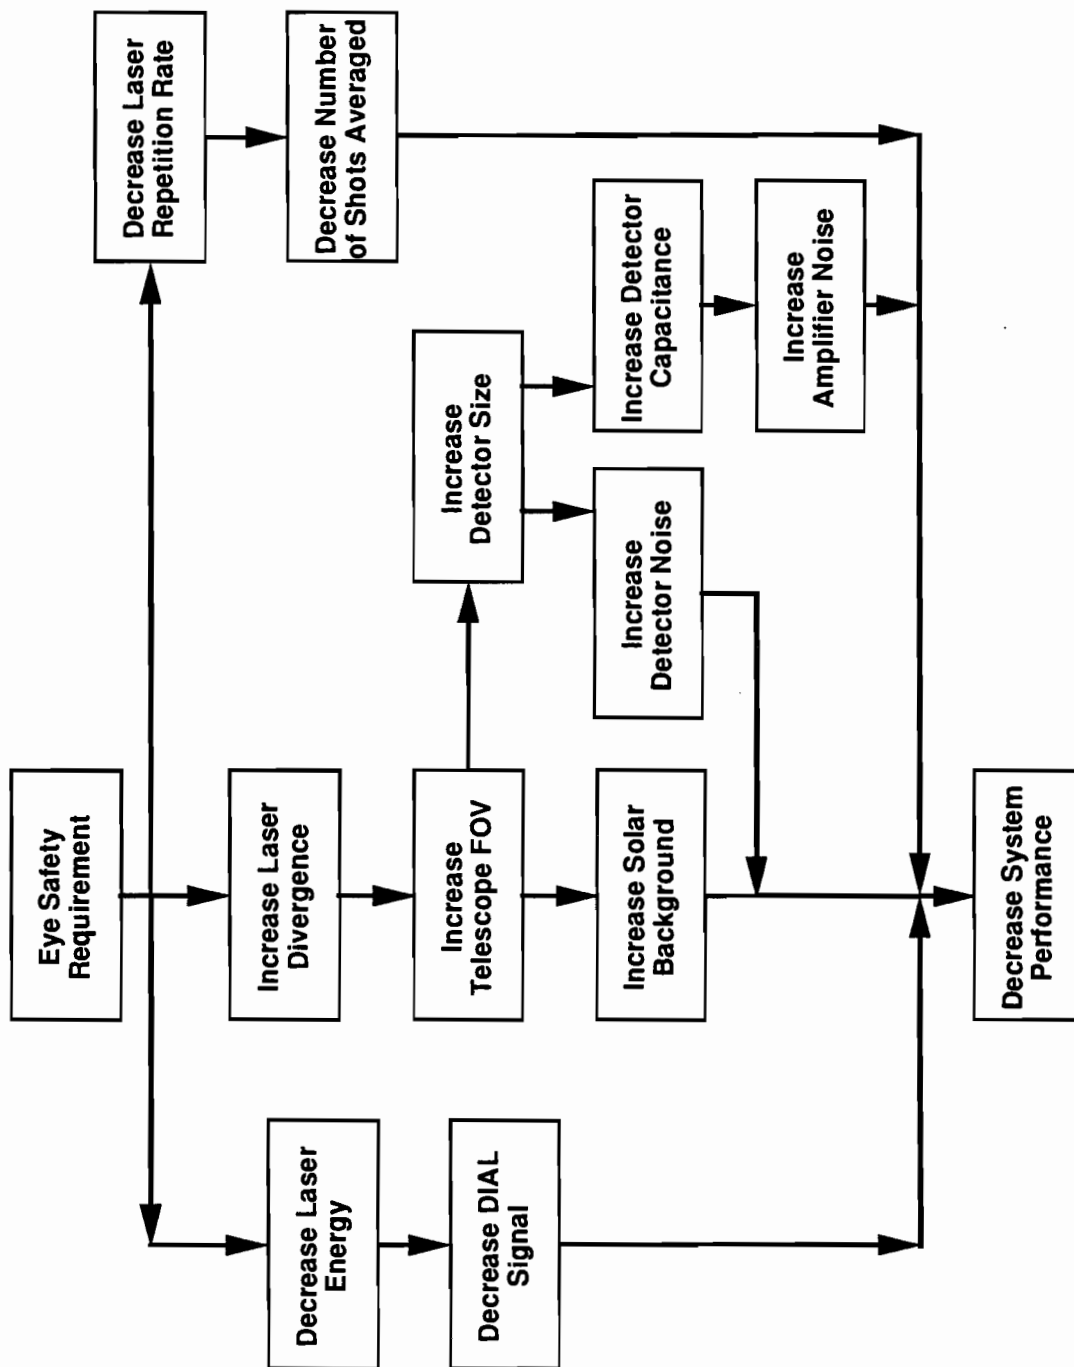 Eye Safety
Requirement
Decrease Laser
Repetition Rate
Increase Laser
Divergence
Decrease Laser
Energy
Decrease Number
of Shots Averaged
Increase
Telescope FOV
Increase
Detector Size
Decrease DIAL
Signal
Increase Solar
Background
Increase
Detector Noise
Increase Detector
Capacitance
Increase
Amplifier Noise
Decrease System
Performance